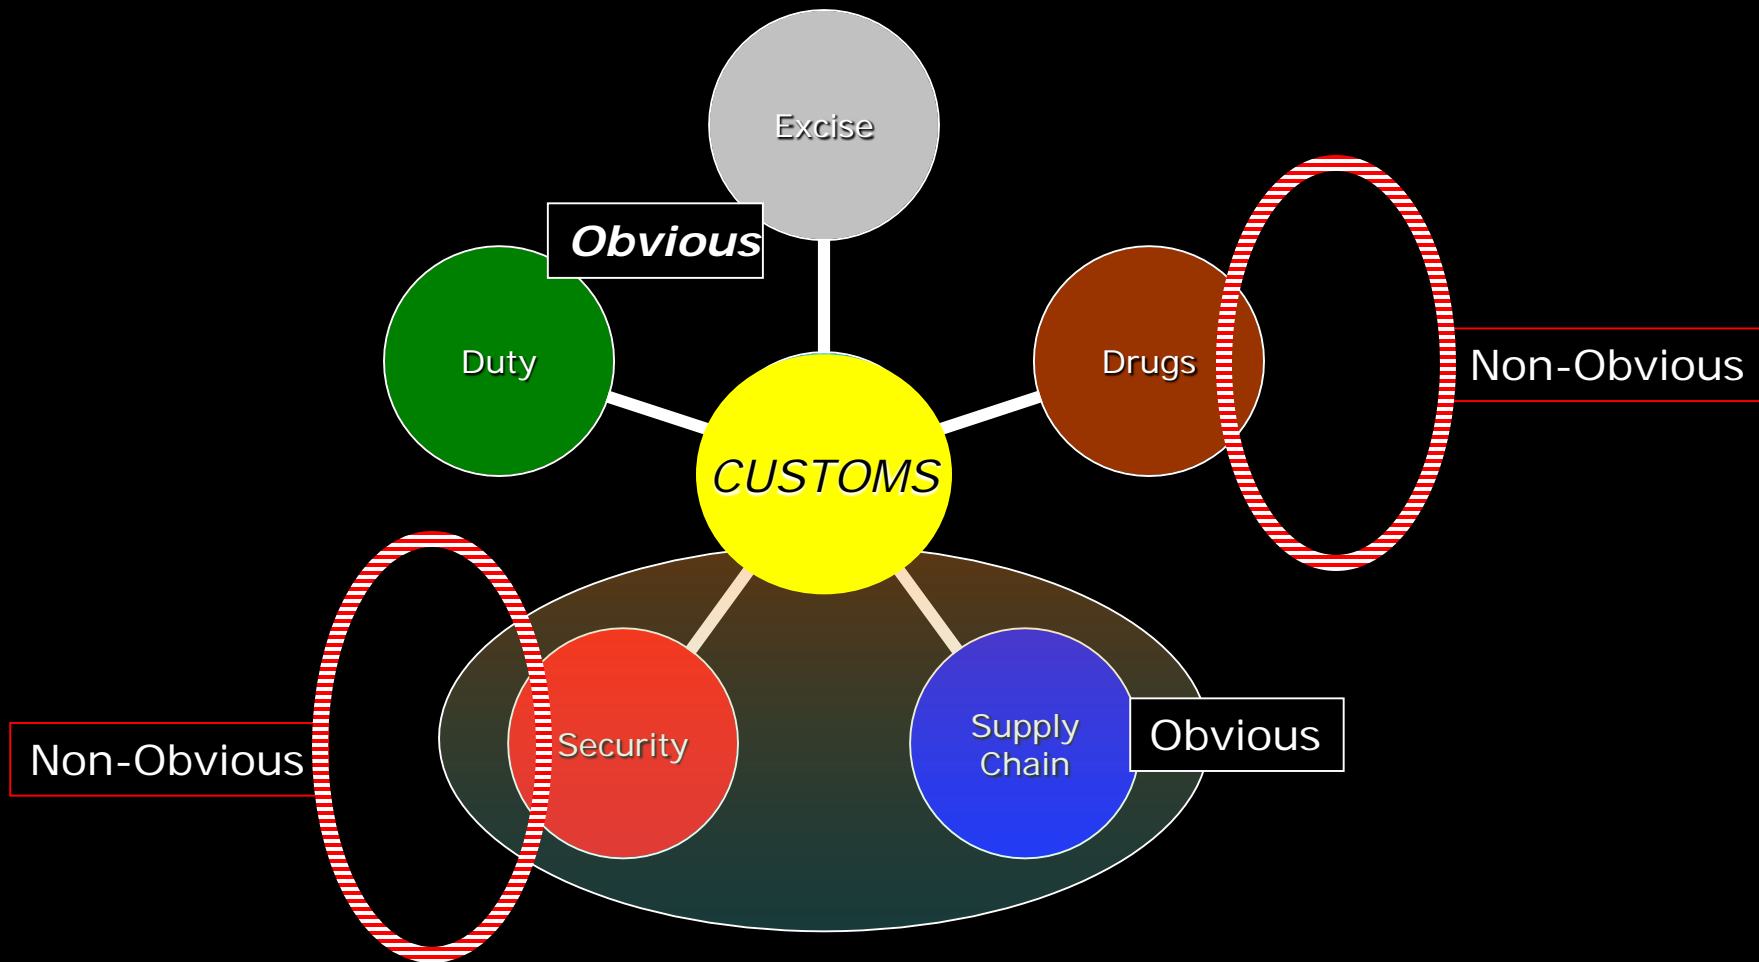 Excise
Obvious
Duty
Drugs
Non-Obvious
CUSTOMS
Security
Supply
Chain
Obvious
Non-Obvious